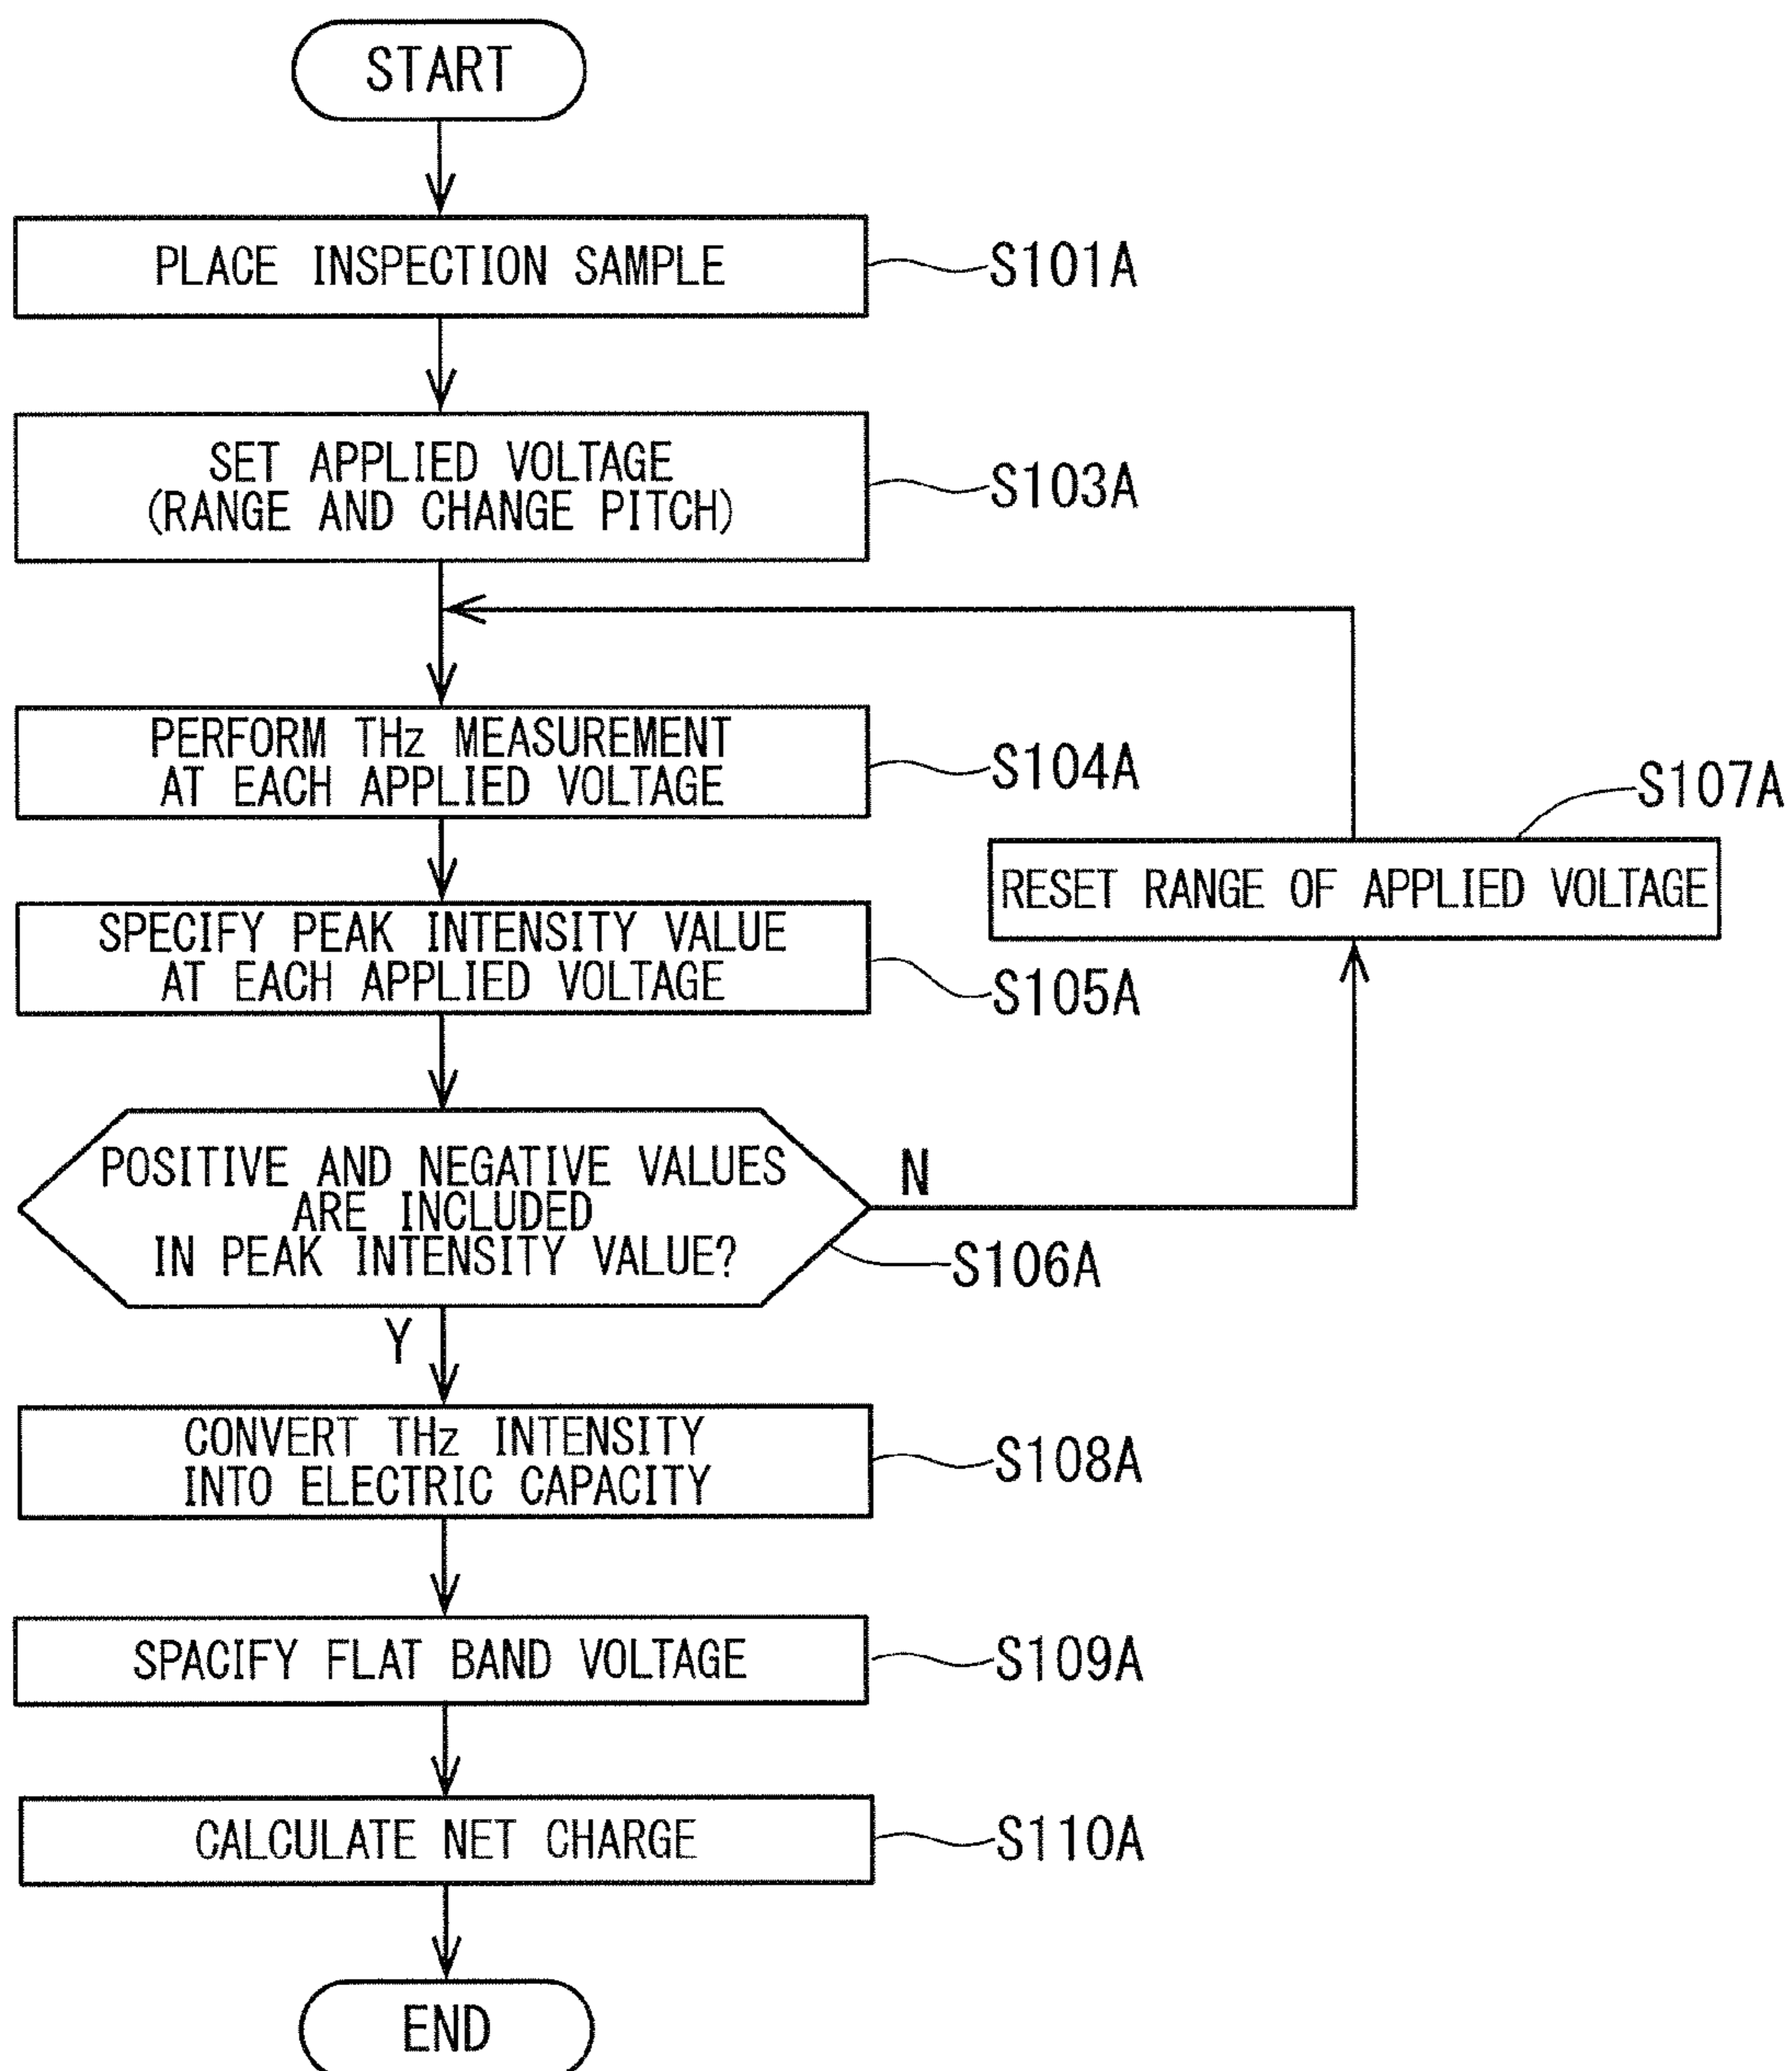 START
PLACE INSPECTION SAMPLE
S101A
SET APPLIED VOLTAGE
(RANGE AND CHANGE PITCH)
S103A
PERFORM THz MEASUREMENT
AT EACH APPLIED VOLTAGE
S104A
S107A
RESET RANGE OF APPLIED VOLTAGE
SPECIFY PEAK INTENSITY VALUE
AT EACH APPLIED VOLTAGE
S105A
POSITIVE AND NEGATIVE VALUES
ARE INCLUDED
IN PEAK INTENSITY VALUE?
N
S106A
Y
CONVERT THz INTENSITY
INTO ELECTRIC CAPACITY
S108A
SPACIFY FLAT BAND VOLTAGE
S109A
CALCULATE NET CHARGE
S110A
END